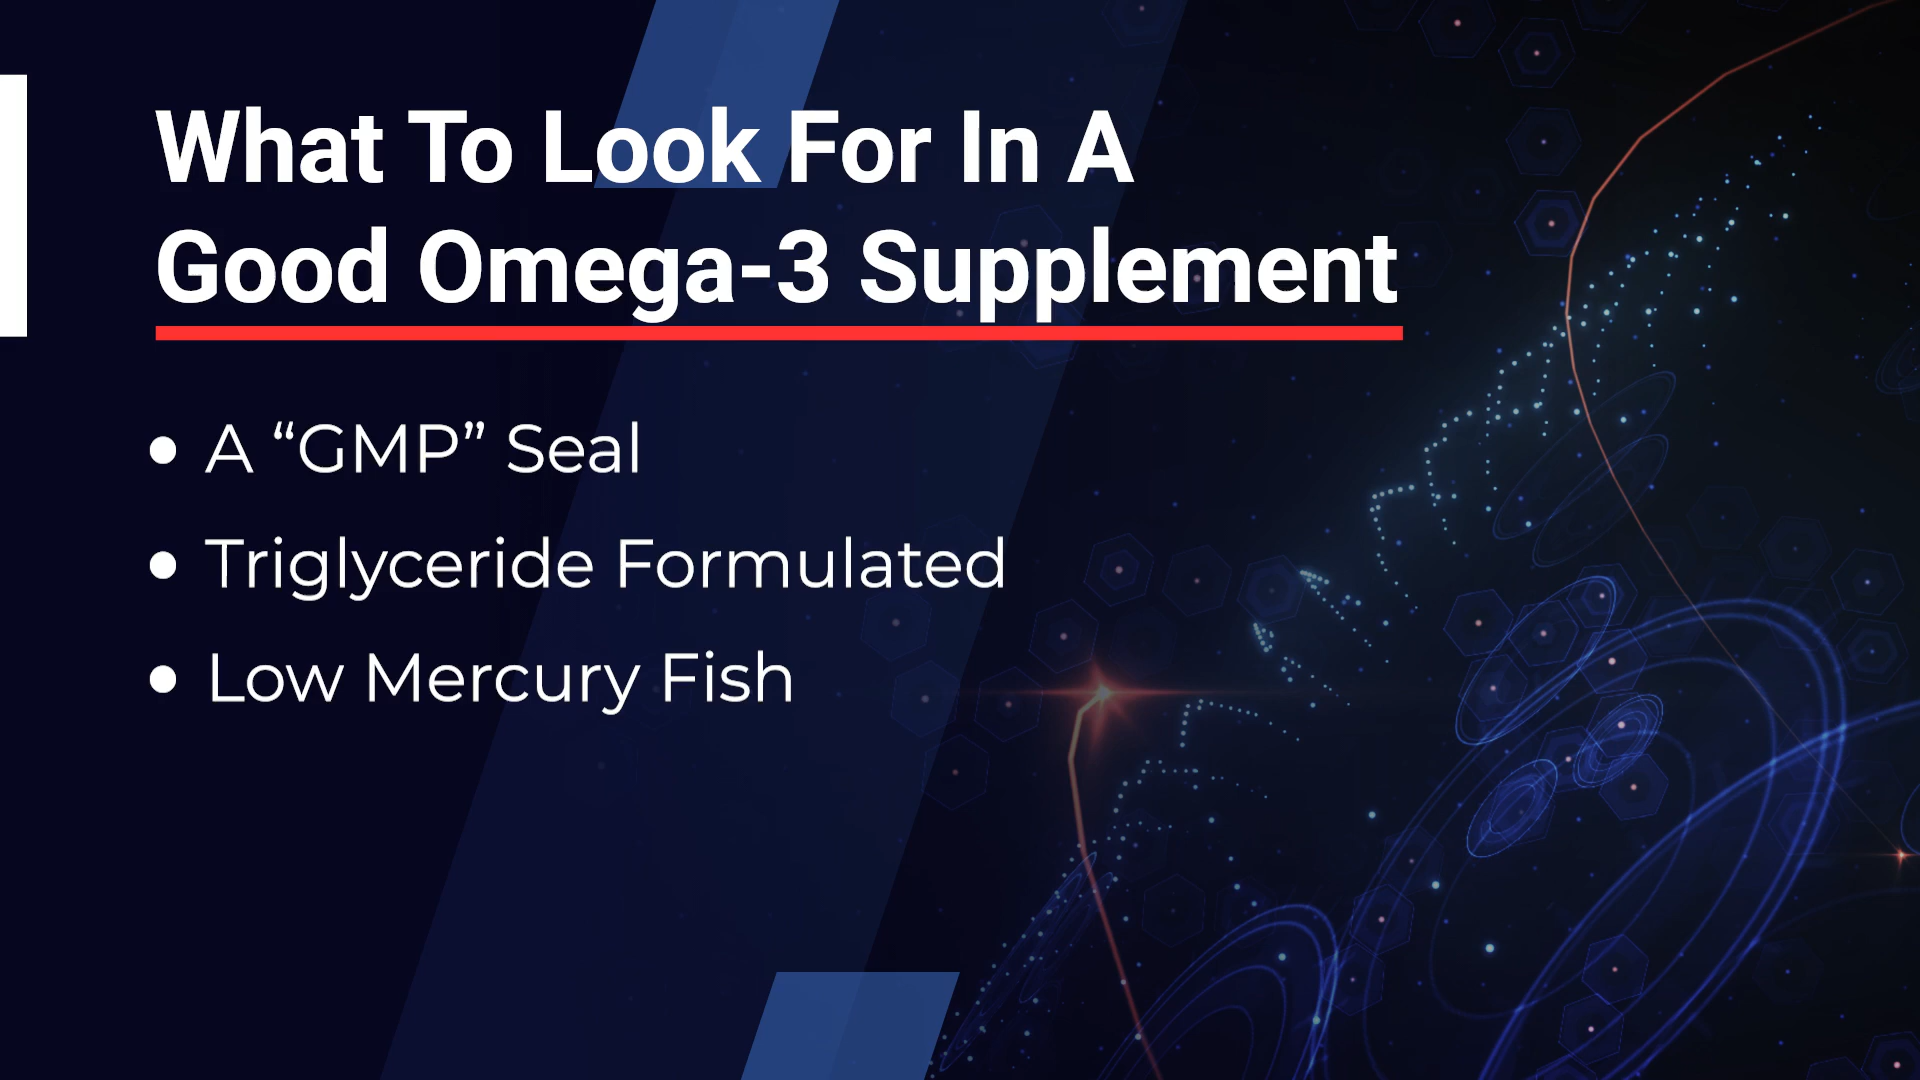 What To Look For In A
Good Omega-3 Supplement
• A “GMP” Seal
• Triglyceride Formulated
• Low Mercury Fish